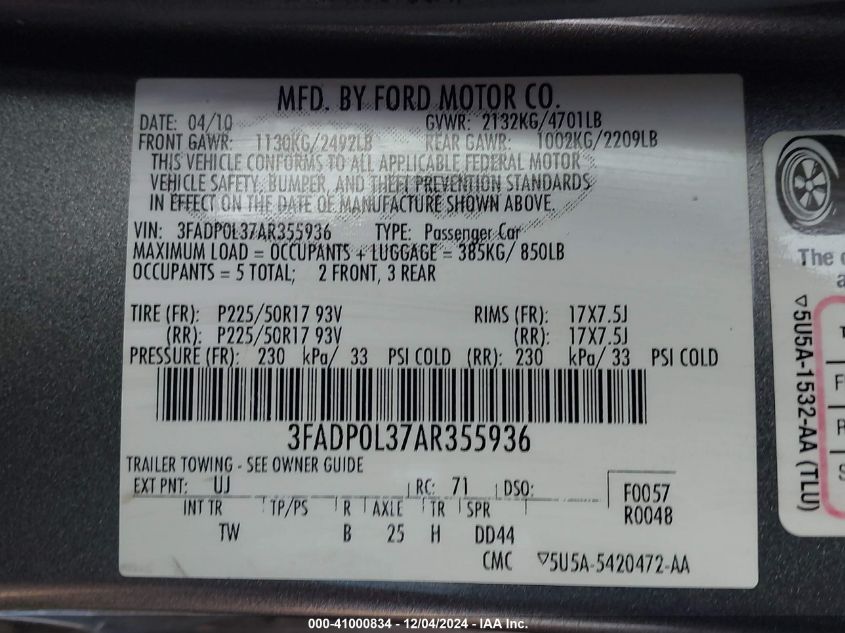 MFD. BY FORD MOTOR CO.
DATE: 04/10 GVWR: 2132KG/4701LB
FRONT GAWR: 1130KG/2492LB REAR GAWR: 1002KG/2209LB
THIS VEHICLE CONFORMS TO ALL APPLICABLE FEDERAL MOTOR
VEHICLE SAFETY, BUMPER, AND THEFT PREVENTION STANDARDS
IN EFFECT ON THE DATE OF MANUFACTURE SHOWN ABOVE.
VIN: 3FADP0L37AR355936 TYPE: Passenger Car
MAXIMUM LOAD = OCCUPANTS + LUGGAGE = 385KG/ 850LB
OCCUPANTS = 5 TOTAL; 2 FRONT, 3 REAR
TIRE (FR): P225/50R17 93V RIMS (FR): 17X7.5J
(RR): P225/50R17 93V (RR): 17X7.5J
PRESSURE (FR): 230 kPa/ 33 PSI COLD (RR): 230 kPa/ 33 PSI COLD
3FADP0L37AR355936
TRAILER TOWING - SEE OWNER GUIDE
EXT PNT: UJ RC: 71 DSO: F0057
INT TR TP/PS R AXLE TR SPR R0048
TW B 25 H DD44
CMC 5U5A-5420472-AA
The
5U5A-1532-AA (TLU)
000-41000834 - 12/04/2024 - IAA Inc.